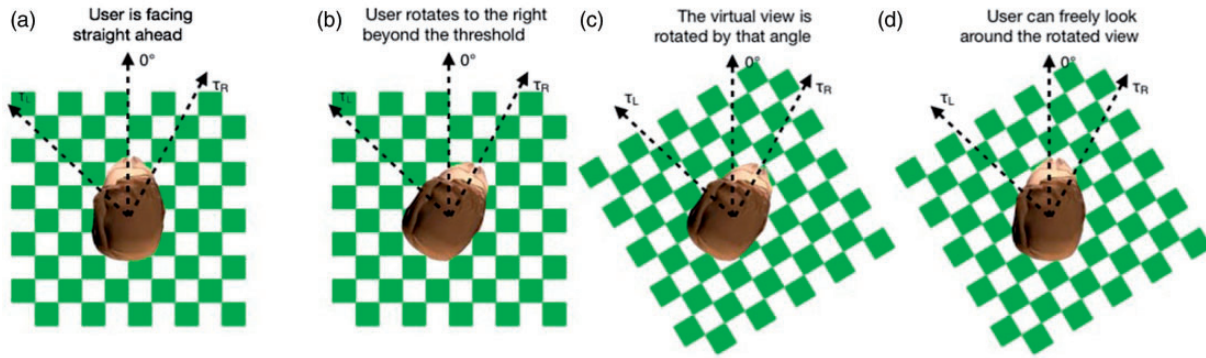 (a)
User is facing
straight ahead
0°
τL
τR
(b)
User rotates to the right
beyond the threshold
0°
τL
τR
(c)
The virtual view is
rotated by that angle
0°
τL
τR
(d)
User can freely look
around the rotated view
0°
τL
τR